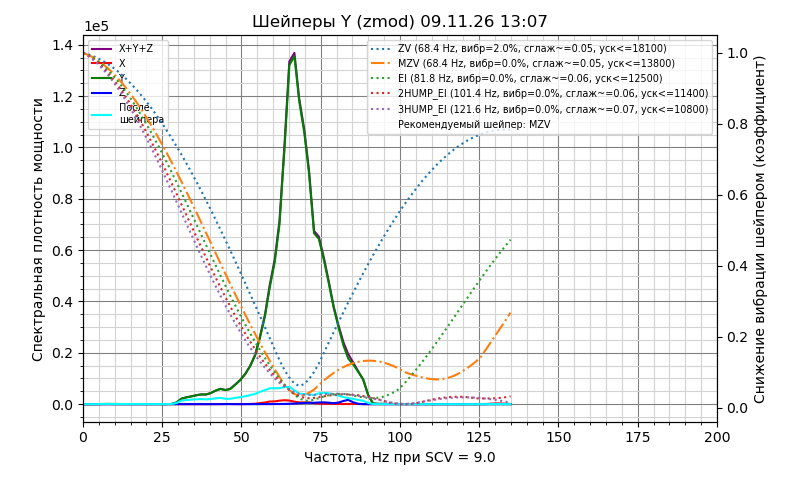 Шейперы Y (zmod) 09.11.26 13:07
1e5
Спектральная плотность мощности
1.4
1.2
1.0
0.8
0.6
0.4
0.2
0.0
X+Y+Z
X
Y
Z
После
шейпера
ZV (68.4 Hz, вибр=2.0%, сглаж~=0.05, уск<=18100)
MZV (68.4 Hz, вибр=0.0%, сглаж~=0.05, уск<=13800)
EI (81.8 Hz, вибр=0.0%, сглаж~=0.06, уск<=12500)
2HUMP_EI (101.4 Hz, вибр=0.0%, сглаж~=0.06, уск<=11400)
3HUMP_EI (121.6 Hz, вибр=0.0%, сглаж~=0.07, уск<=10800)
Рекомендуемый шейпер: MZV
1.0
0.8
0.6
0.4
0.2
0.0
Снижение вибрации шейпером (коэффициент)
0 25 50 75 100 125 150 175 200
Частота, Hz при SCV = 9.0